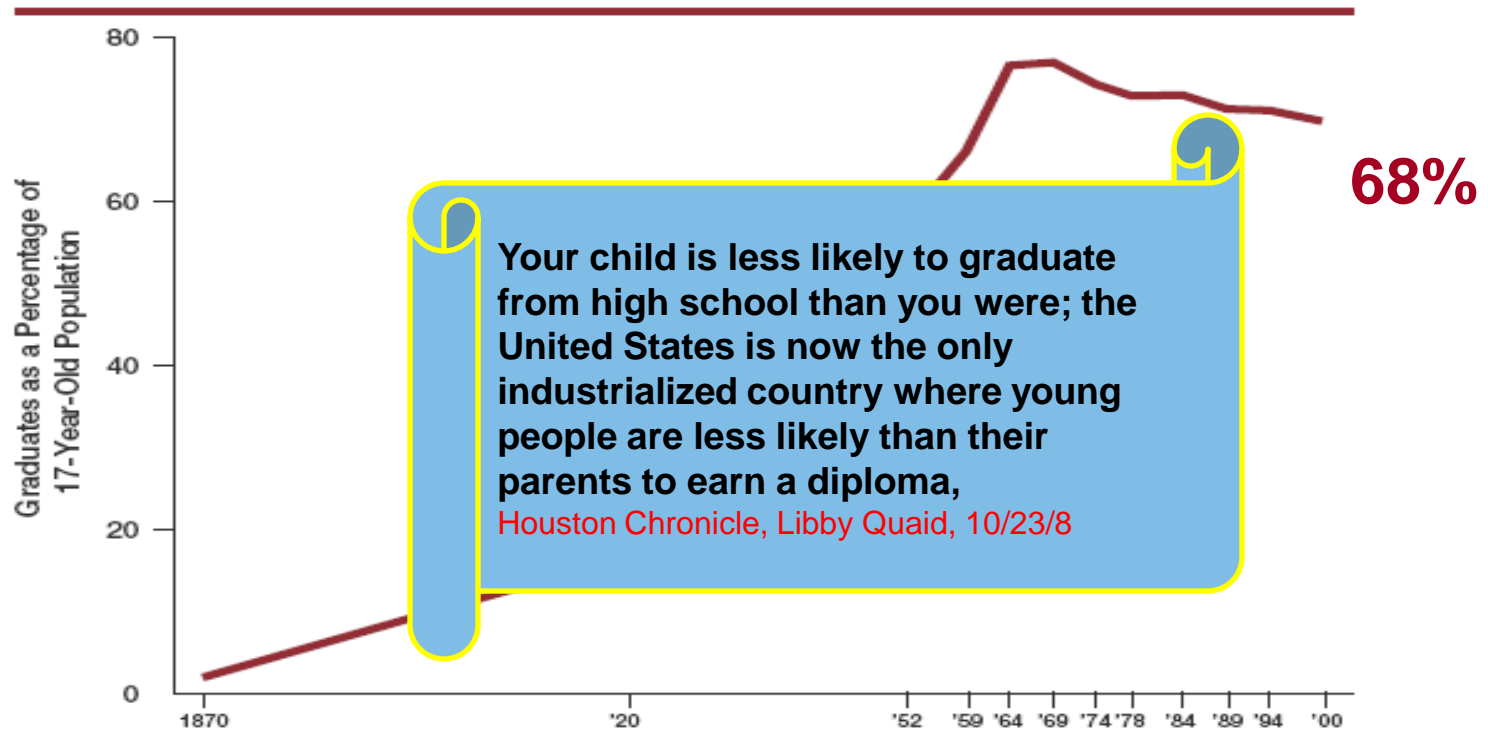 80
60
40
20
0
Graduates as a Percentage of
17-Year-Old Population
68%
Your child is less likely to graduate
from high school than you were; the
United States is now the only
industrialized country where young
people are less likely than their
parents to earn a diploma,
Houston Chronicle, Libby Quaid, 10/23/8
1870 '20 '52 '59 '64 '69 '74 '78 '84 '89 '94 '00